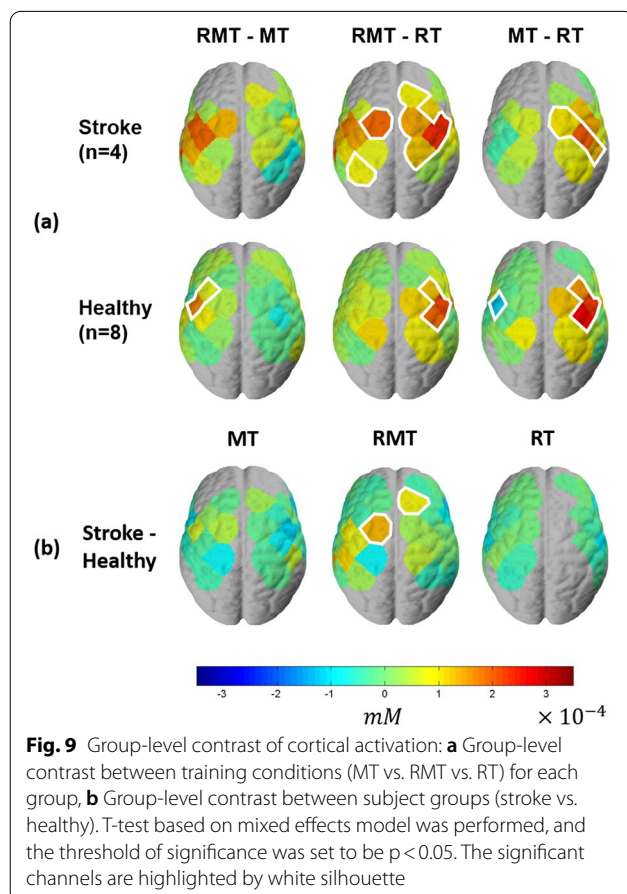 RMT - MT RMT - RT MT - RT
Stroke
(n=4)
(a)
Healthy
(n=8)
MT RMT RT
(b) Stroke -
Healthy
-3 -2 -1 0 1 2 3
mM × 10⁻⁴
Fig. 9 Group-level contrast of cortical activation: a Group-level
contrast between training conditions (MT vs. RMT vs. RT) for each
group, b Group-level contrast between subject groups (stroke vs.
healthy). T-test based on mixed effects model was performed, and
the threshold of significance was set to be p < 0.05. The significant
channels are highlighted by white silhouette